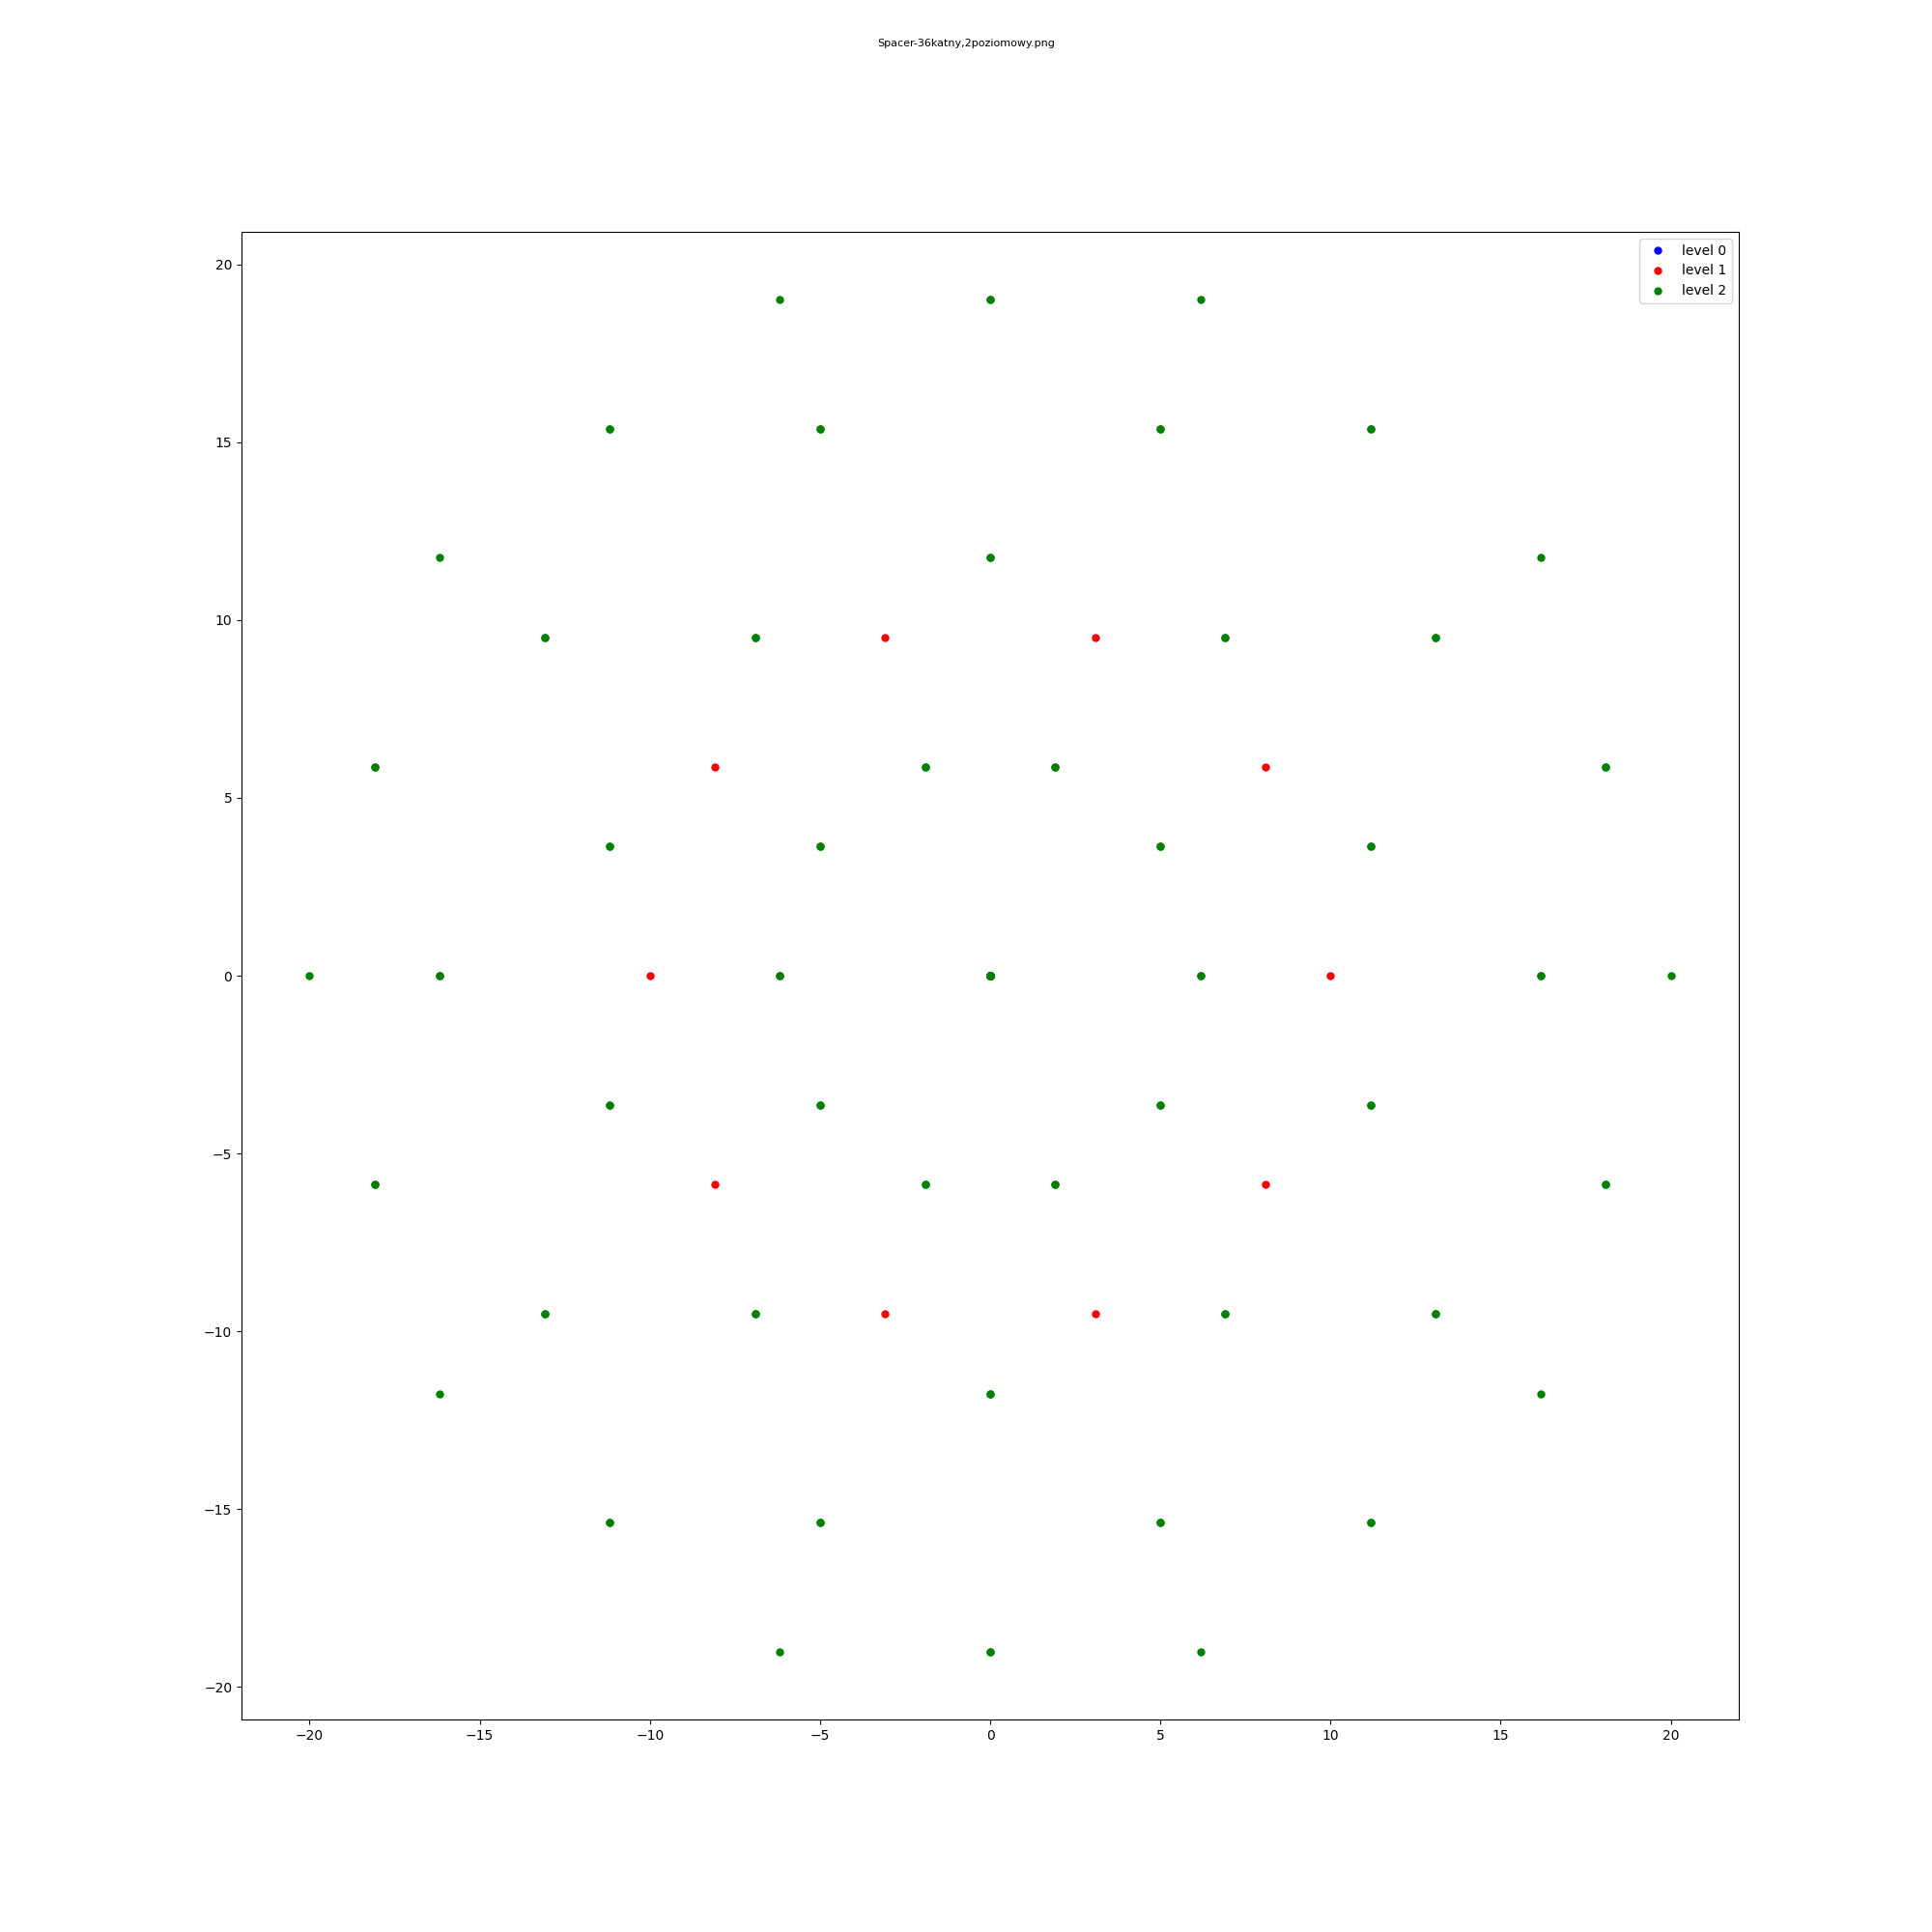 Spacer-36katny,2poziomowy.png
level 0
level 1
level 2
20
15
10
5
0
−5
−10
−15
−20
−20 −15 −10 −5 0 5 10 15 20